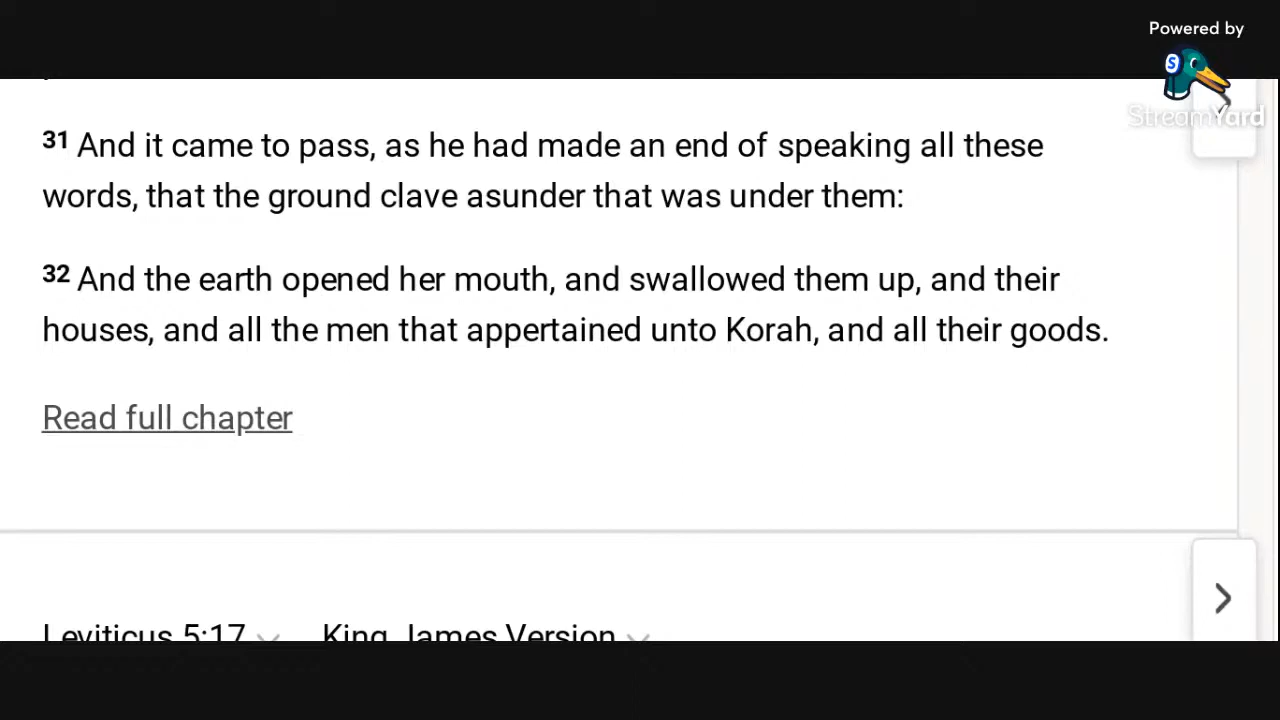 Powered by
StreamYard
31 And it came to pass, as he had made an end of speaking all these
words, that the ground clave asunder that was under them:
32 And the earth opened her mouth, and swallowed them up, and their
houses, and all the men that appertained unto Korah, and all their goods.
Read full chapter
Leviticus 5:17 King James Version